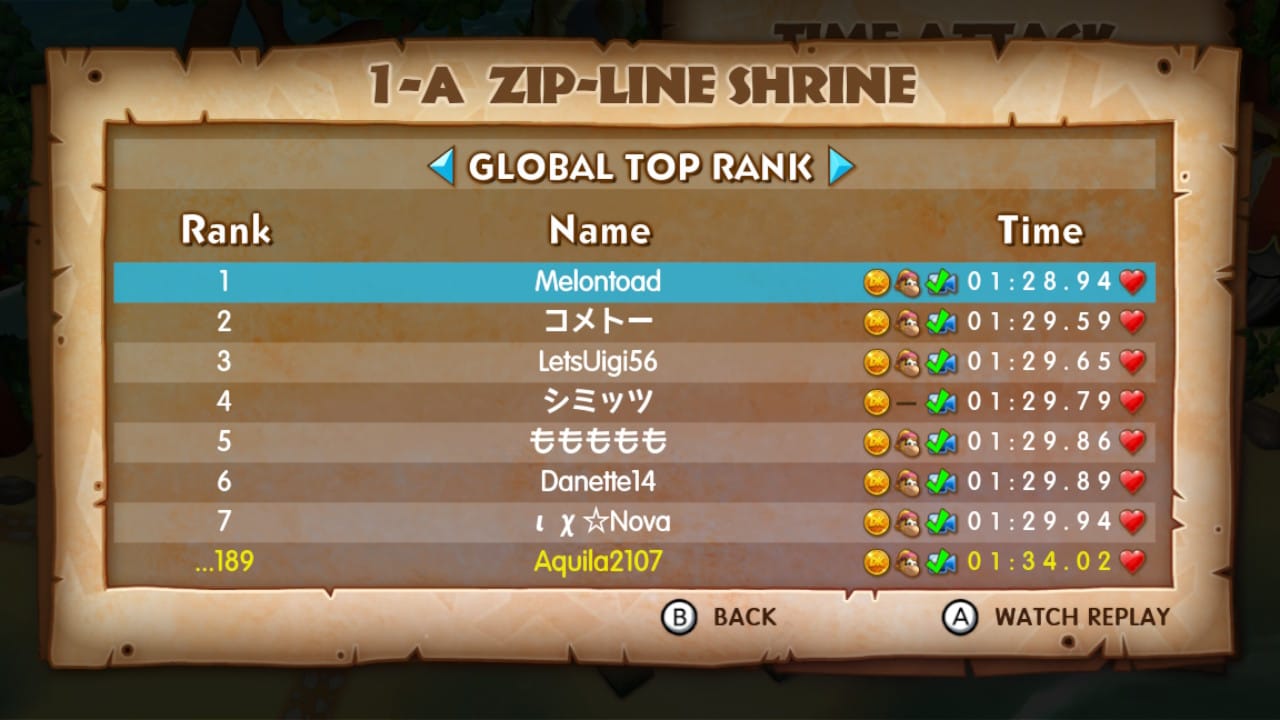 TIME ATTACK
1-A ZIP-LINE SHRINE
GLOBAL TOP RANK
Rank Name Time
1 Melontoad 01:28.94
2 コメトー 01:29.59
3 LetsUigi56 01:29.65
4 シミッツ – 01:29.79
5 ももももも 01:29.86
6 Danette14 01:29.89
7 ι χ ☆Nova 01:29.94
...189 Aquila2107 01:34.02
B BACK A WATCH REPLAY